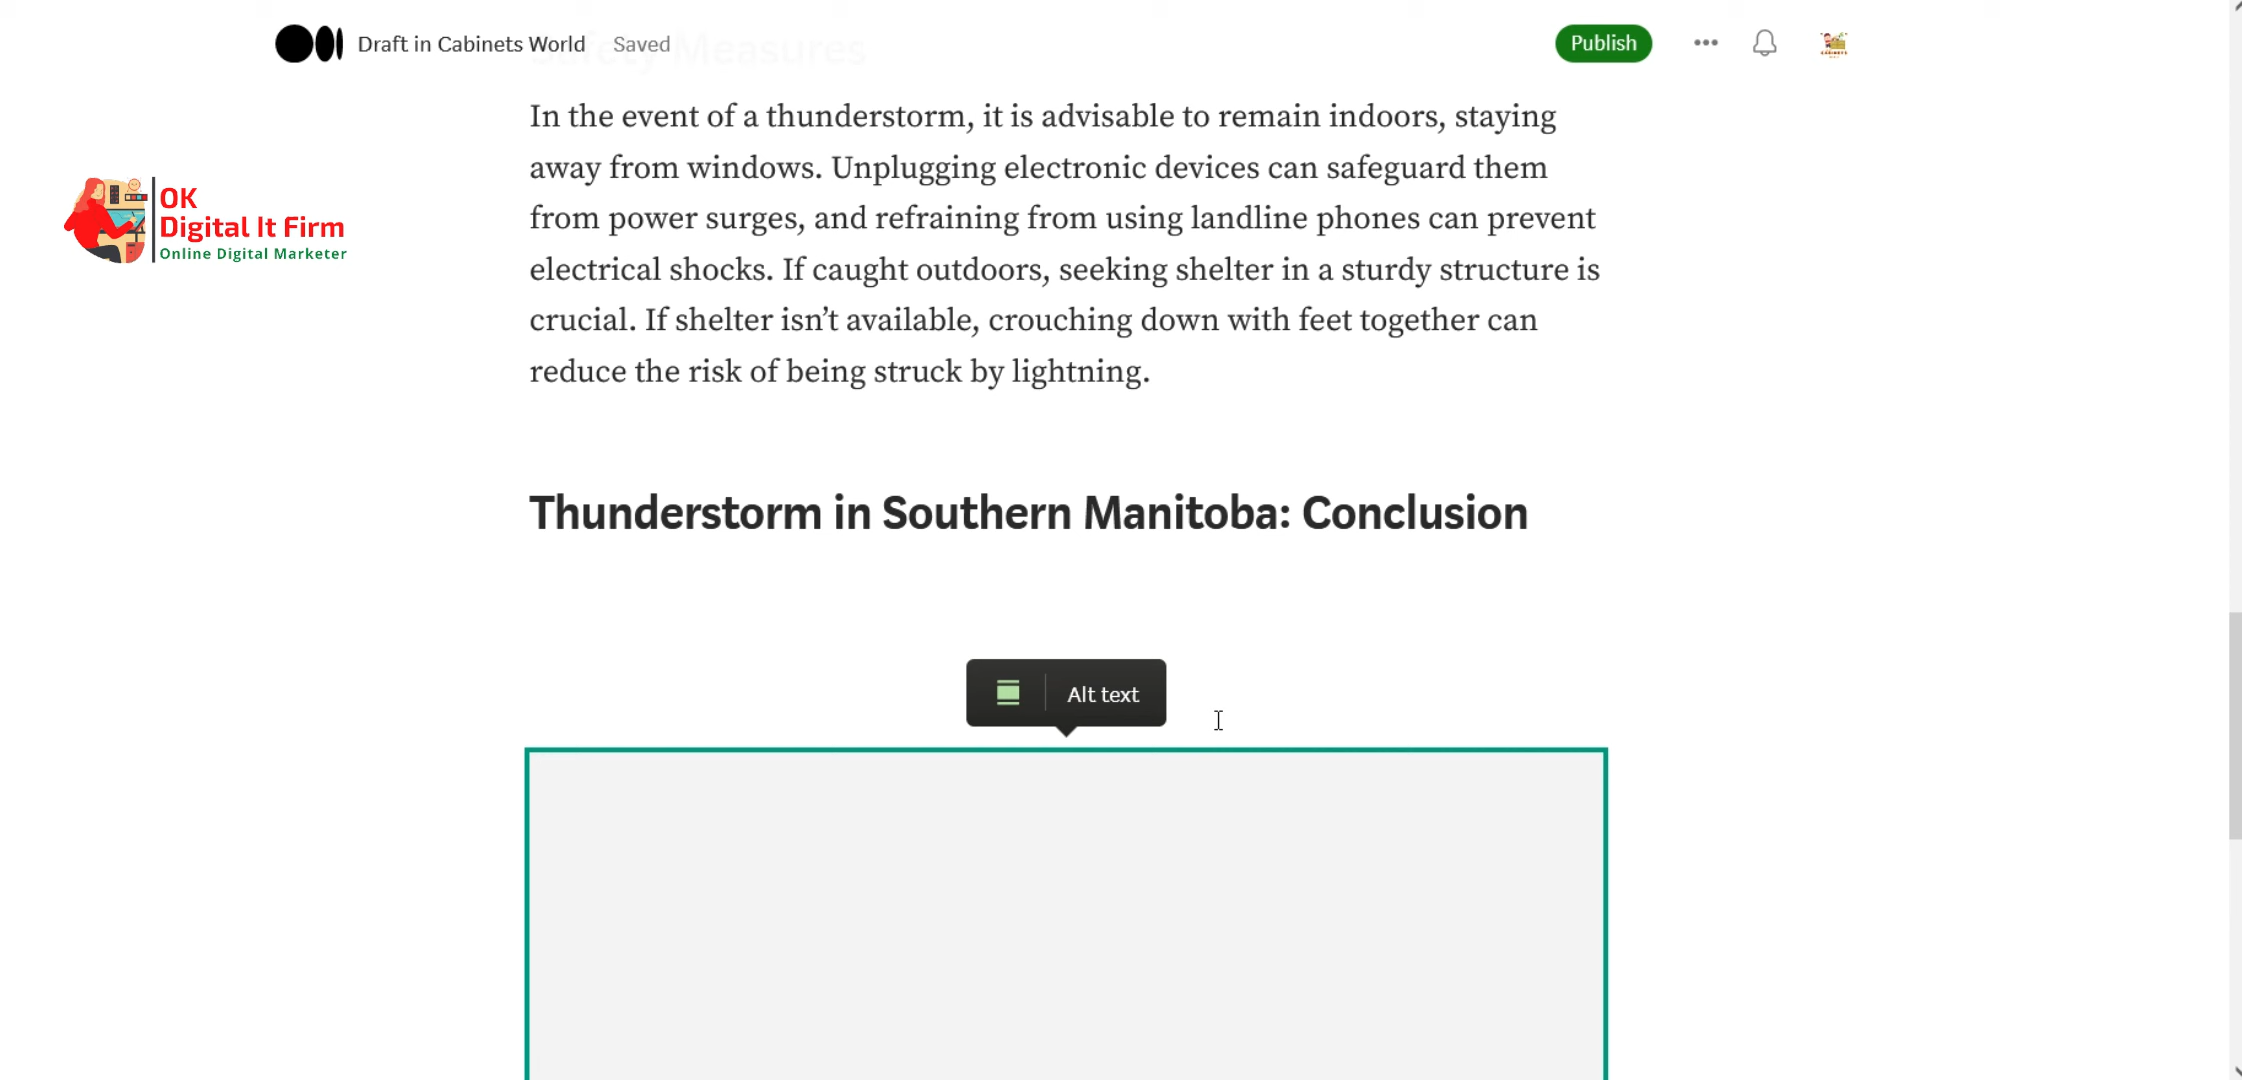 Draft in Cabinets World Saved
Safety Measures
Publish
In the event of a thunderstorm, it is advisable to remain indoors, staying
away from windows. Unplugging electronic devices can safeguard them
from power surges, and refraining from using landline phones can prevent
electrical shocks. If caught outdoors, seeking shelter in a sturdy structure is
crucial. If shelter isn’t available, crouching down with feet together can
reduce the risk of being struck by lightning.
OK
Digital It Firm
Online Digital Marketer
Thunderstorm in Southern Manitoba: Conclusion
Alt text